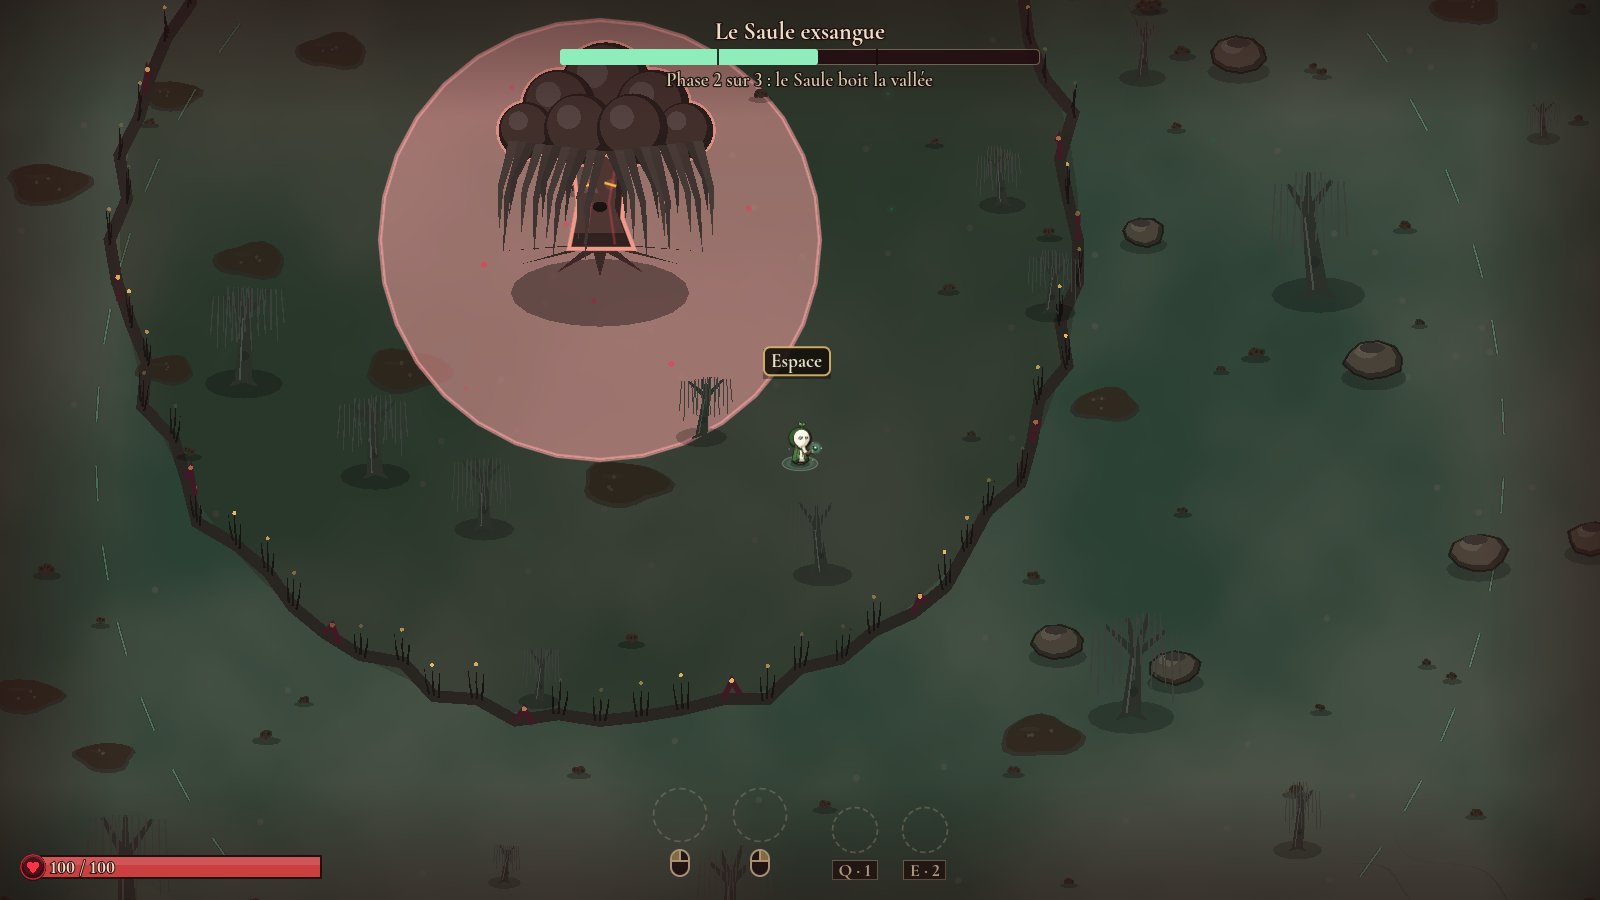 Le Saule exsangue
Phase 2 sur 3 : le Saule boit la vallée
Espace
100 / 100
Q · 1
E · 2